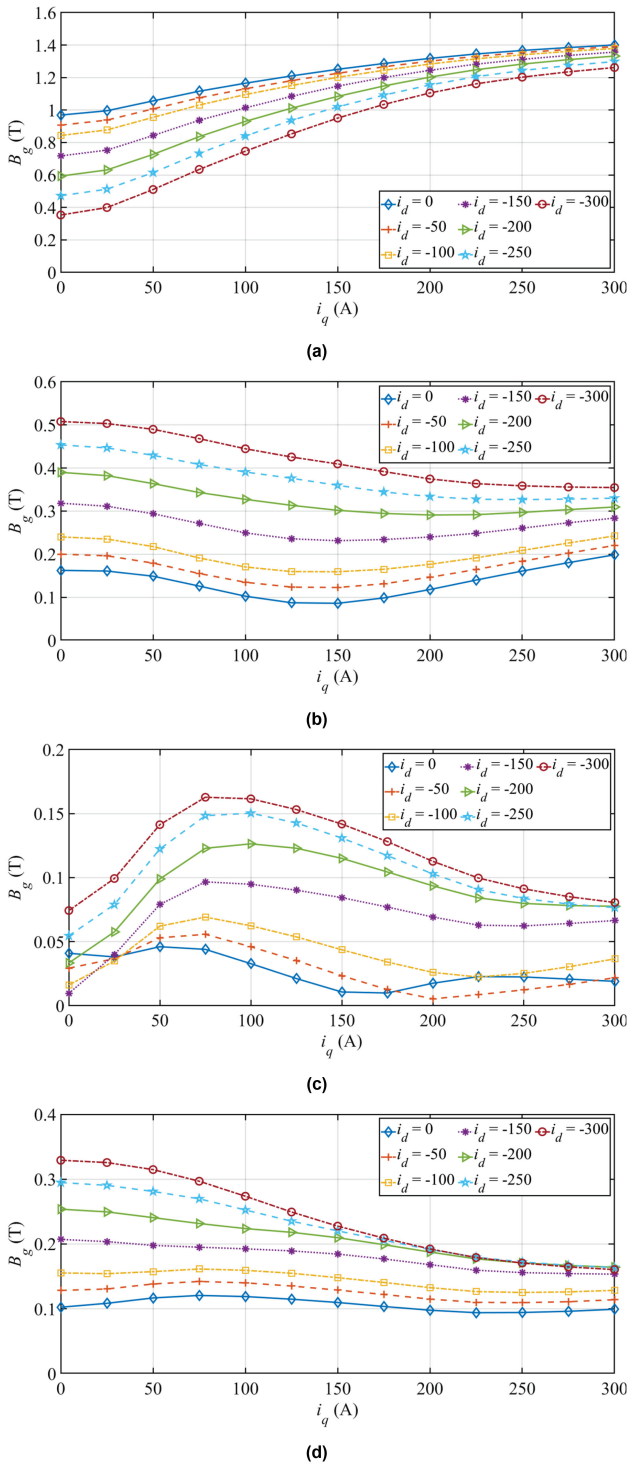 1.6
1.4
1.2
1
0.8
0.6
0.4
0.2
0
B_g (T)
i_d = 0 i_d = -150 i_d = -300
i_d = -50 i_d = -200
i_d = -100 i_d = -250
0 50 100 150 200 250 300
i_q (A)
(a)
0.6
0.5
0.4
0.3
0.2
0.1
0
B_g (T)
i_d = 0 i_d = -150 i_d = -300
i_d = -50 i_d = -200
i_d = -100 i_d = -250
0 50 100 150 200 250 300
i_q (A)
(b)
0.2
0.15
0.1
0.05
0
B_g (T)
i_d = 0 i_d = -150 i_d = -300
i_d = -50 i_d = -200
i_d = -100 i_d = -250
0 50 100 150 200 250 300
i_q (A)
(c)
0.4
0.3
0.2
0.1
0
B_g (T)
i_d = 0 i_d = -150 i_d = -300
i_d = -50 i_d = -200
i_d = -100 i_d = -250
0 50 100 150 200 250 300
i_q (A)
(d)